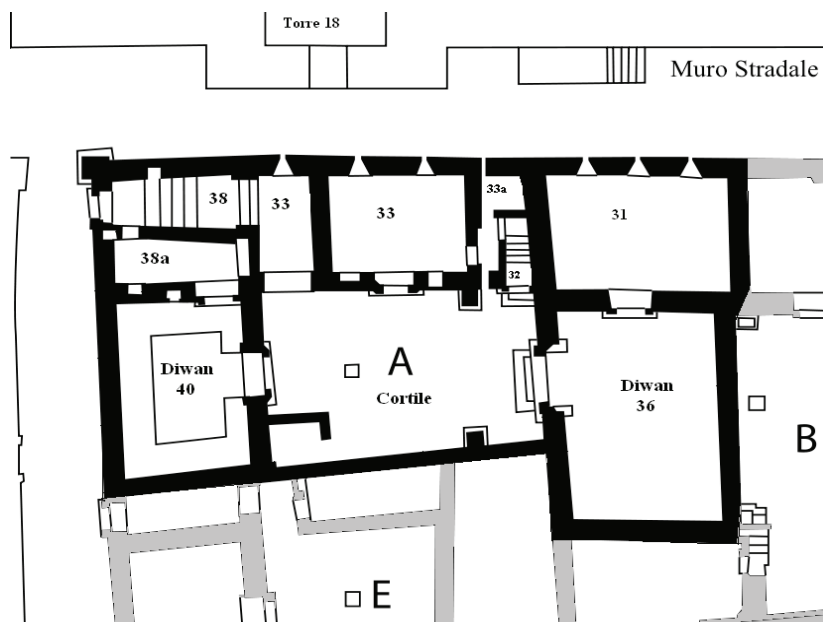 Torre 18
Muro Stradale
33a
38
33
33
31
38a
32
A
Diwan
40
Cortile
Diwan
36
B
E